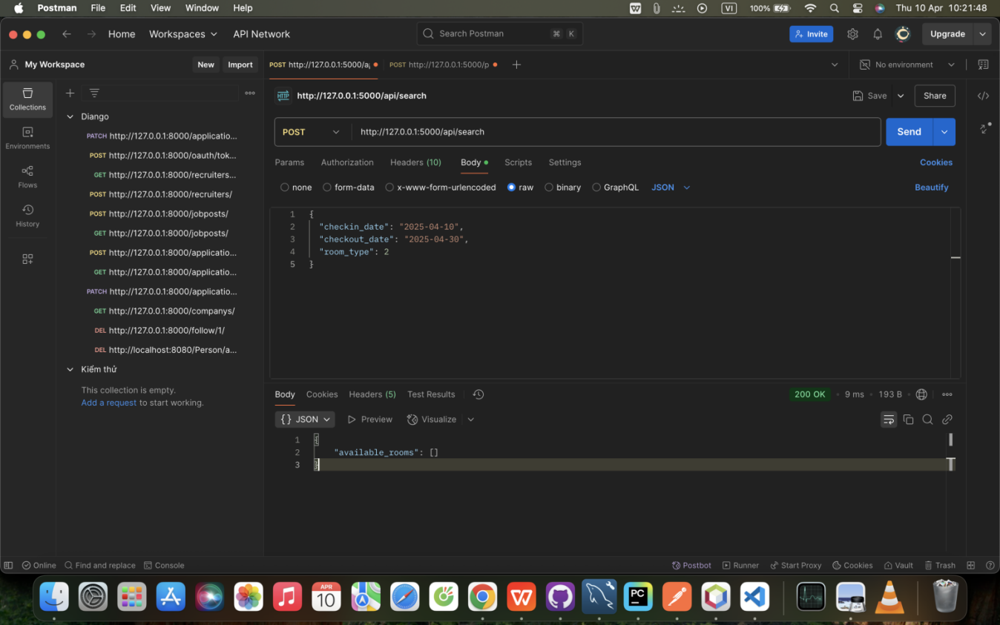 Postman File Edit View Window Help VI 100% Thu 10 Apr 10:21:48
Home Workspaces API Network Search Postman ⌘ K Invite Upgrade
My Workspace New Import POST http://127.0.0.1:5000/a POST http://127.0.0.1:5000/p No environment
Collections
Environments
Flows
History
Django
PATCH http://127.0.0.1:8000/applicatio...
POST http://127.0.0.1:8000/oauth/tok...
GET http://127.0.0.1:8000/recruiters...
POST http://127.0.0.1:8000/recruiters/
POST http://127.0.0.1:8000/jobposts/
GET http://127.0.0.1:8000/jobposts/
POST http://127.0.0.1:8000/applicatio...
GET http://127.0.0.1:8000/applicatio...
PATCH http://127.0.0.1:8000/applicatio...
GET http://127.0.0.1:8000/companys/
DEL http://127.0.0.1:8000/follow/1/
DEL http://localhost:8080/Person/a...
Kiểm thử
This collection is empty.
Add a request to start working.
HTTP http://127.0.0.1:5000/api/search Save Share
POST http://127.0.0.1:5000/api/search Send
Params Authorization Headers (10) Body Scripts Settings Cookies
none form-data x-www-form-urlencoded raw binary GraphQL JSON Beautify
1 {
2 "checkin_date": "2025-04-10",
3 "checkout_date": "2025-04-30",
4 "room_type": 2
5 }
Body Cookies Headers (5) Test Results 200 OK • 9 ms • 193 B
{} JSON Preview Visualize
1 {
2 "available_rooms": []
3 }
Online Find and replace Console Postbot Runner Start Proxy Cookies Vault Trash
APR
10
PC